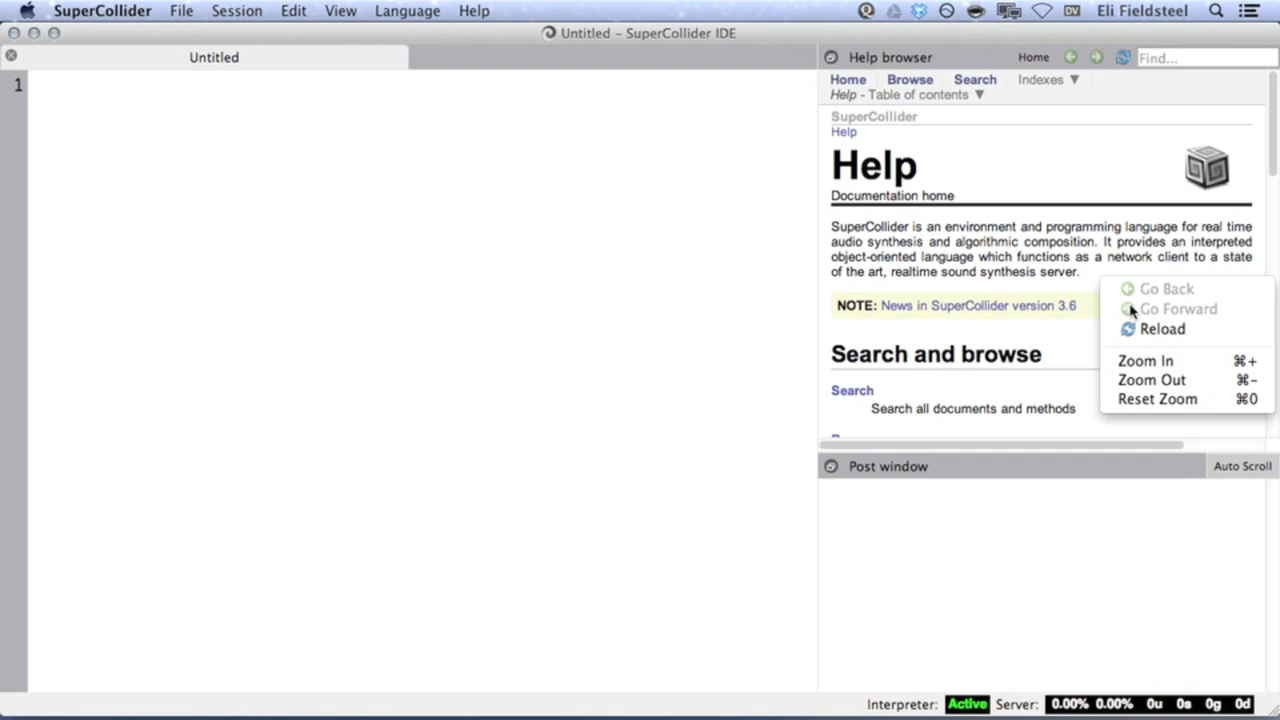 SuperCollider File Session Edit View Language Help DV Eli Fieldsteel
Untitled – SuperCollider IDE
Untitled
Help browser Home Find...
1
Home Browse Search Indexes ▼
Help - Table of contents ▼
SuperCollider
Help
Help
Documentation home
SuperCollider is an environment and programming language for real time
audio synthesis and algorithmic composition. It provides an interpreted
object-oriented language which functions as a network client to a state
of the art, realtime sound synthesis server.
NOTE: News in SuperCollider version 3.6
Go Back
Go Forward
Reload
Zoom In ⌘+
Zoom Out ⌘-
Reset Zoom ⌘0
Search and browse
Search
Search all documents and methods
Post window Auto Scroll
Interpreter: Active Server: 0.00% 0.00% 0u 0s 0g 0d